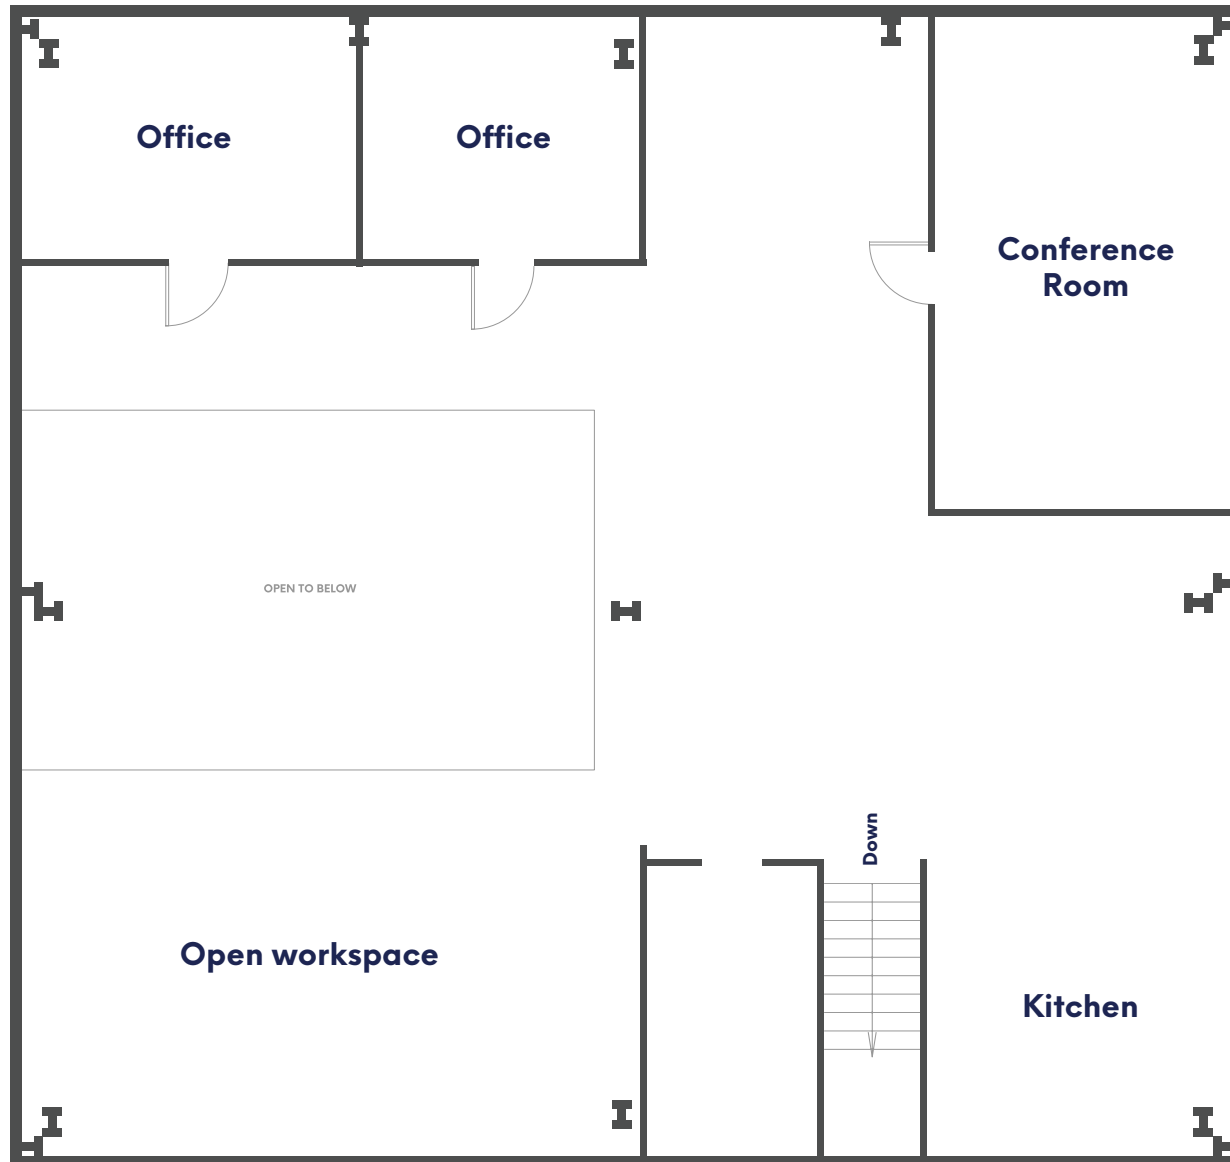 Office
Office
Conference
Room
OPEN TO BELOW
Down
Open workspace
Kitchen